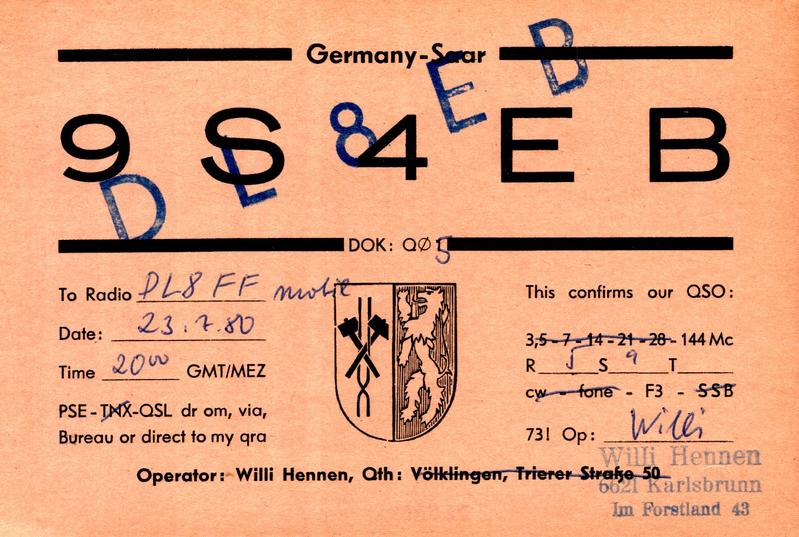 Germany-Saar
9S4EB
DL8EB
DOK: QØ15
To Radio DL8FF mobil
Date: 23.7.80
Time 20⁰⁰ GMT/MEZ
PSE-TNX-QSL dr om, via,
Bureau or direct to my qra
This confirms our QSO:
3,5-7-14-21-28-144 Mc
R 5 S 9 T
cw - fone - F3 - SSB
73! Op: Willi
Operator: Willi Hennen, Qth: Völklingen, Trierer Straße 50
Willi Hennen
6621 Karlsbrunn
Im Forstland 43